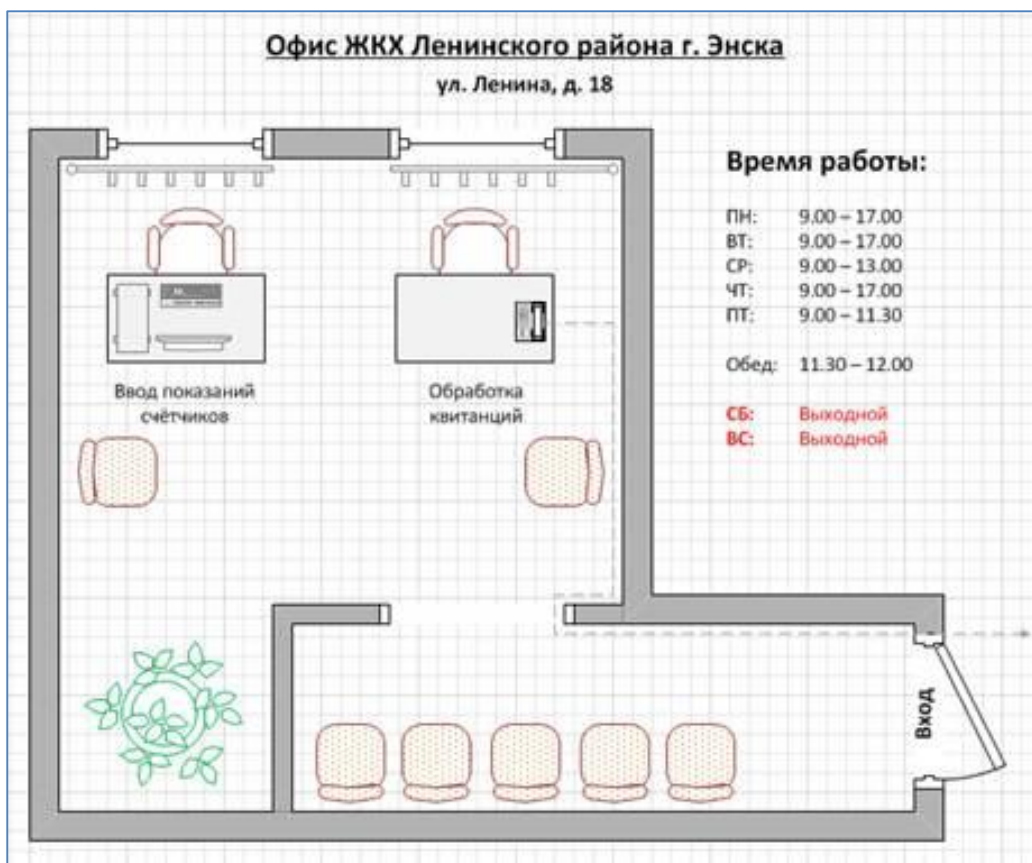 Офис ЖКХ Ленинского района г. Энска
ул. Ленина, д. 18
Время работы:
ПН: 9.00 – 17.00
ВТ: 9.00 – 17.00
СР: 9.00 – 13.00
ЧТ: 9.00 – 17.00
ПТ: 9.00 – 11.30
Обед: 11.30 – 12.00
СБ: Выходной
ВС: Выходной
Ввод показаний
счётчиков
Обработка
квитанций
Вход